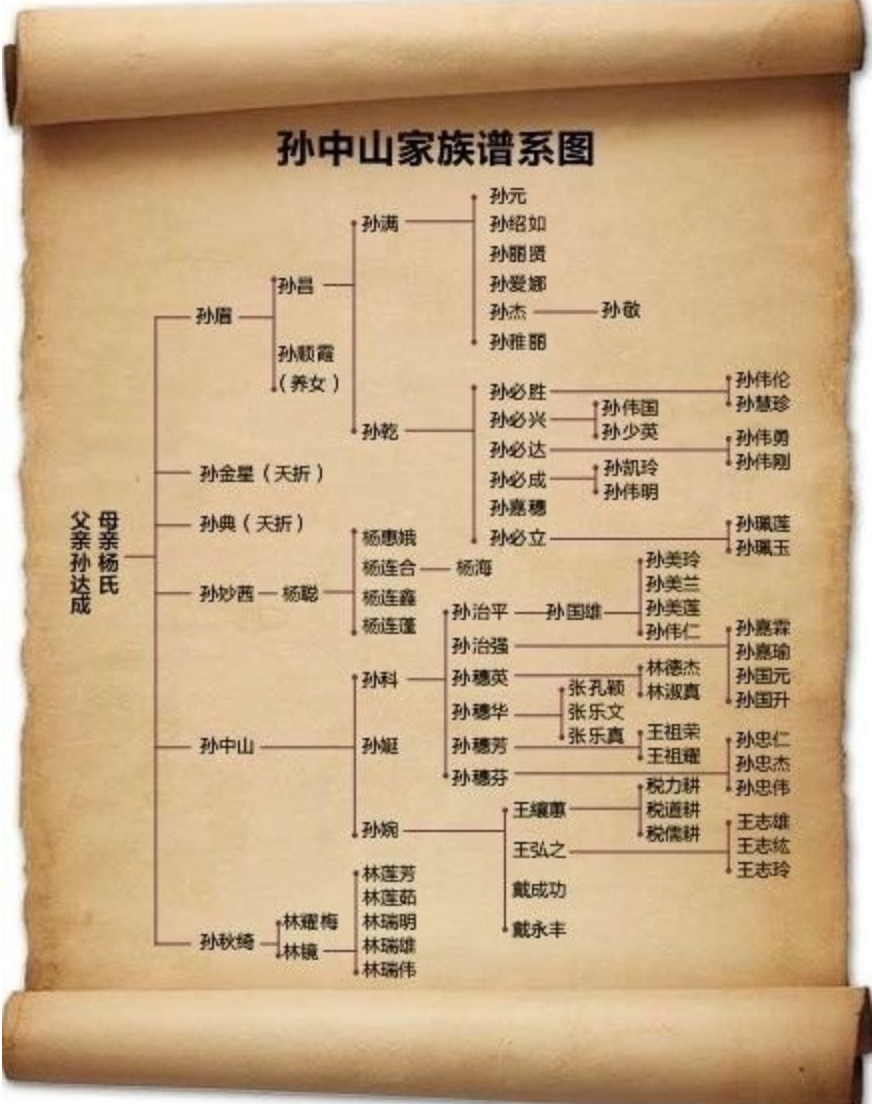 孙中山家族谱系图
父亲孙达成
母亲杨氏
孙眉
孙昌
孙顺霞
（养女）
孙满
孙元
孙绍如
孙丽贤
孙爱娜
孙杰
孙敬
孙雅丽
孙乾
孙必胜
孙伟伦
孙慧珍
孙必兴
孙伟国
孙少英
孙必达
孙伟勇
孙伟刚
孙必成
孙凯玲
孙伟明
孙嘉穗
孙必立
孙珮莲
孙珮玉
孙金星（夭折）
孙典（夭折）
孙妙茜
杨聪
杨惠娥
杨连合
杨海
杨连鑫
杨连蓬
孙中山
孙科
孙治平
孙国雄
孙美玲
孙美兰
孙美莲
孙伟仁
孙治强
孙嘉霖
孙嘉瑜
孙国元
孙国升
孙穗英
林德杰
林淑真
孙穗华
张孔颖
张乐文
张乐真
孙穗芳
王祖荣
王祖耀
孙穗芬
孙忠仁
孙忠杰
孙忠伟
孙娫
孙婉
王纕蕙
税力耕
税道耕
税儒耕
王弘之
王志雄
王志纮
王志玲
戴成功
戴永丰
孙秋绮
林耀梅
林镜
林莲芳
林莲茹
林瑞明
林瑞雄
林瑞伟